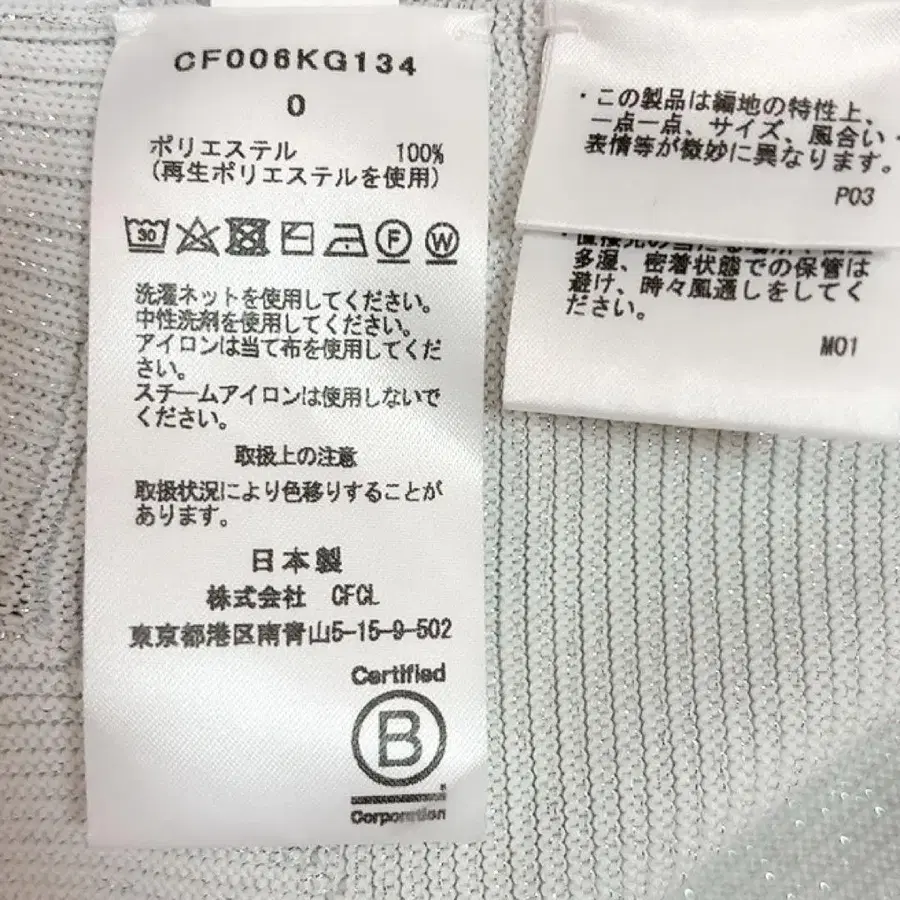 CF006KG134
0
ポリエステル 100%
(再生ポリエステルを使用)
30
F
W
洗濯ネットを使用してください。
中性洗剤を使用してください。
アイロンは当て布を使用してくだ
さい。
スチームアイロンは使用しないで
ください。
取扱上の注意
取扱状況により色移りすることが
あります。
日本製
株式会社 CFCL
東京都港区南青山5-15-9-502
Certified
B
Corporation
・この製品は編地の特性上、
一点一点、サイズ、風合い・
表情等が微妙に異なります。
P03
多湿、密着状態での保管は
避け、時々風通しをしてく
ださい。
M01